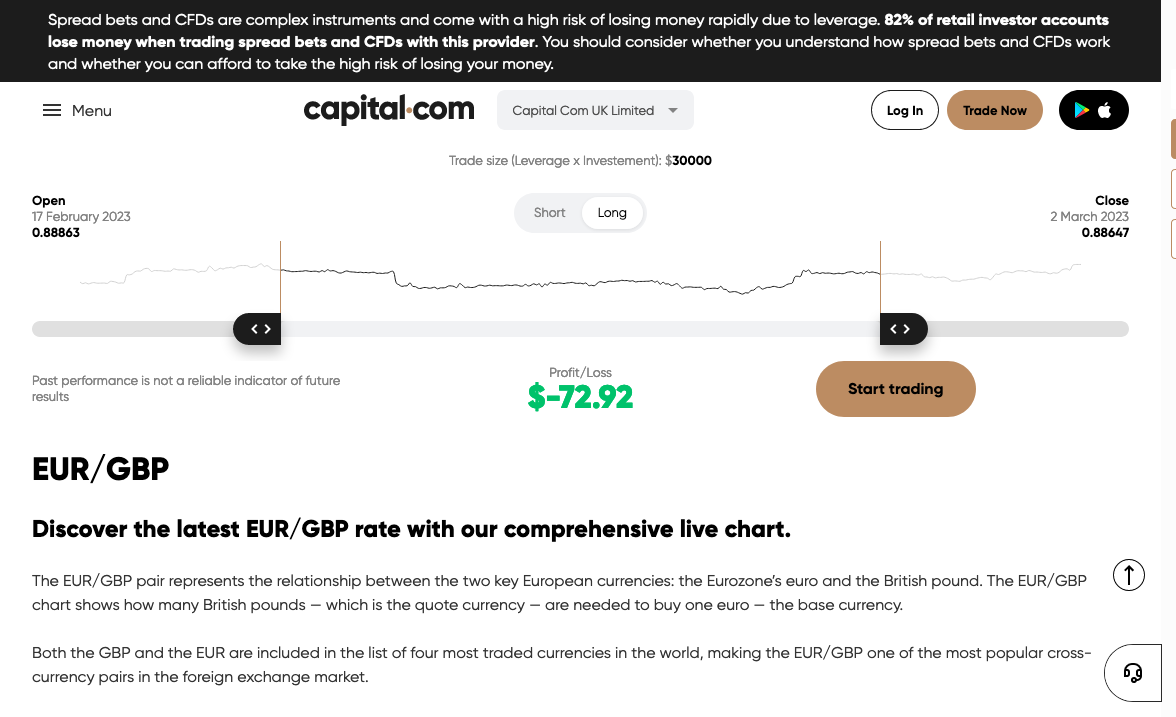 Spread bets and CFDs are complex instruments and come with a high risk of losing money rapidly due to leverage. 82% of retail investor accounts
lose money when trading spread bets and CFDs with this provider. You should consider whether you understand how spread bets and CFDs work
and whether you can afford to take the high risk of losing your money.
Menu
capital.com
Capital Com UK Limited
Log In
Trade Now
Trade size (Leverage x Investement): $30000
Open
17 February 2023
0.88863
Short
Long
Close
2 March 2023
0.88647
Past performance is not a reliable indicator of future
results
Profit/Loss
$-72.92
Start trading
EUR/GBP
Discover the latest EUR/GBP rate with our comprehensive live chart.
The EUR/GBP pair represents the relationship between the two key European currencies: the Eurozone’s euro and the British pound. The EUR/GBP
chart shows how many British pounds — which is the quote currency — are needed to buy one euro — the base currency.
Both the GBP and the EUR are included in the list of four most traded currencies in the world, making the EUR/GBP one of the most popular cross-
currency pairs in the foreign exchange market.